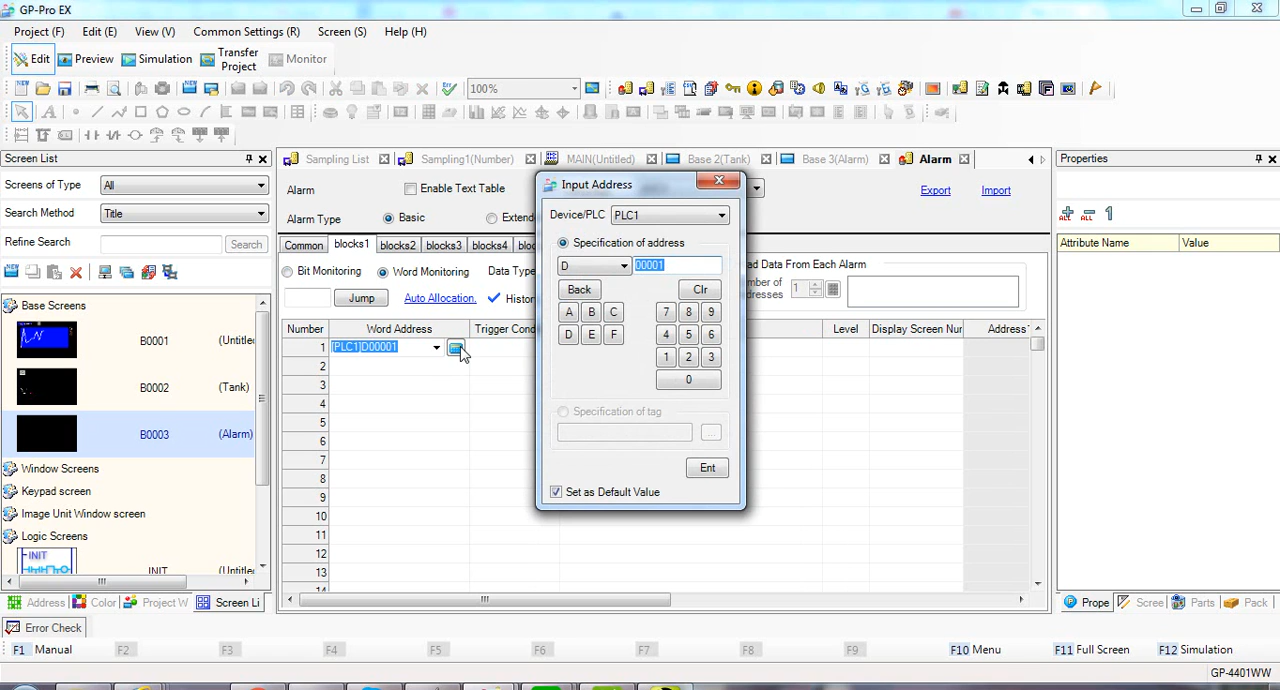 GP-Pro EX
Project (F) Edit (E) View (V) Common Settings (R) Screen (S) Help (H)
Edit Preview Simulation Transfer Project Monitor
100%
Screen List
Sampling List Sampling1(Number) MAIN(Untitled) Base 2(Tank) Base 3(Alarm) Alarm
Properties
Screens of Type All
Search Method Title
Refine Search Search
Alarm Enable Text Table
Export Import
Alarm Type Basic Extend
Common blocks1 blocks2 blocks3 blocks4
Bit Monitoring Word Monitoring Data Type
Jump Auto Allocation. Histor
ad Data From Each Alarm
mber of
ddresses 1
Number Word Address Trigger Cond Level Display Screen Nur Address
1 [PLC1]D00001
2
3
4
5
6
7
8
9
10
11
12
13
14
Input Address
Device/PLC PLC1
Specification of address
D 00001
Back Clr
A B C 7 8 9
D E F 4 5 6
1 2 3
0
Specification of tag
...
Ent
Set as Default Value
Attribute Name Value
Base Screens
B0001 (Untitle
B0002 (Tank)
B0003 (Alarm)
Window Screens
Keypad screen
Image Unit Window screen
Logic Screens
INIT
INIT (Untitle
Address Color Project W Screen Li
Prope Scree Parts Pack
Error Check
F1 Manual F2 F3 F4 F5 F6 F7 F8 F9 F10 Menu F11 Full Screen F12 Simulation
GP-4401WW